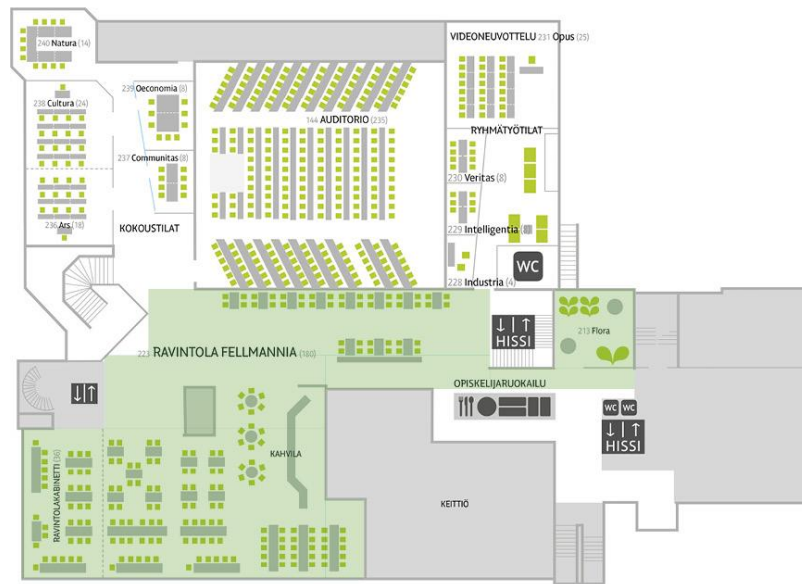 240 Natura (14)
VIDEONEUVOTTELU 231 Opus (25)
239 Oeconomia (8)
238 Cultura (24)
144 AUDITORIO (235)
RYHMÄTYÖTILAT
237 Communitas (8)
230 Veritas (8)
236 Ars (18)
KOKOUSTILAT
229 Intelligentia
WC
228 Industria (4)
HISSI
213 Flora
223 RAVINTOLA FELLMANNIA (180)
OPISKELIJARUOKAILU
WC WC
HISSI
KAHVILA
RAVINTOLAKABINETTI (36)
KEITTIÖ